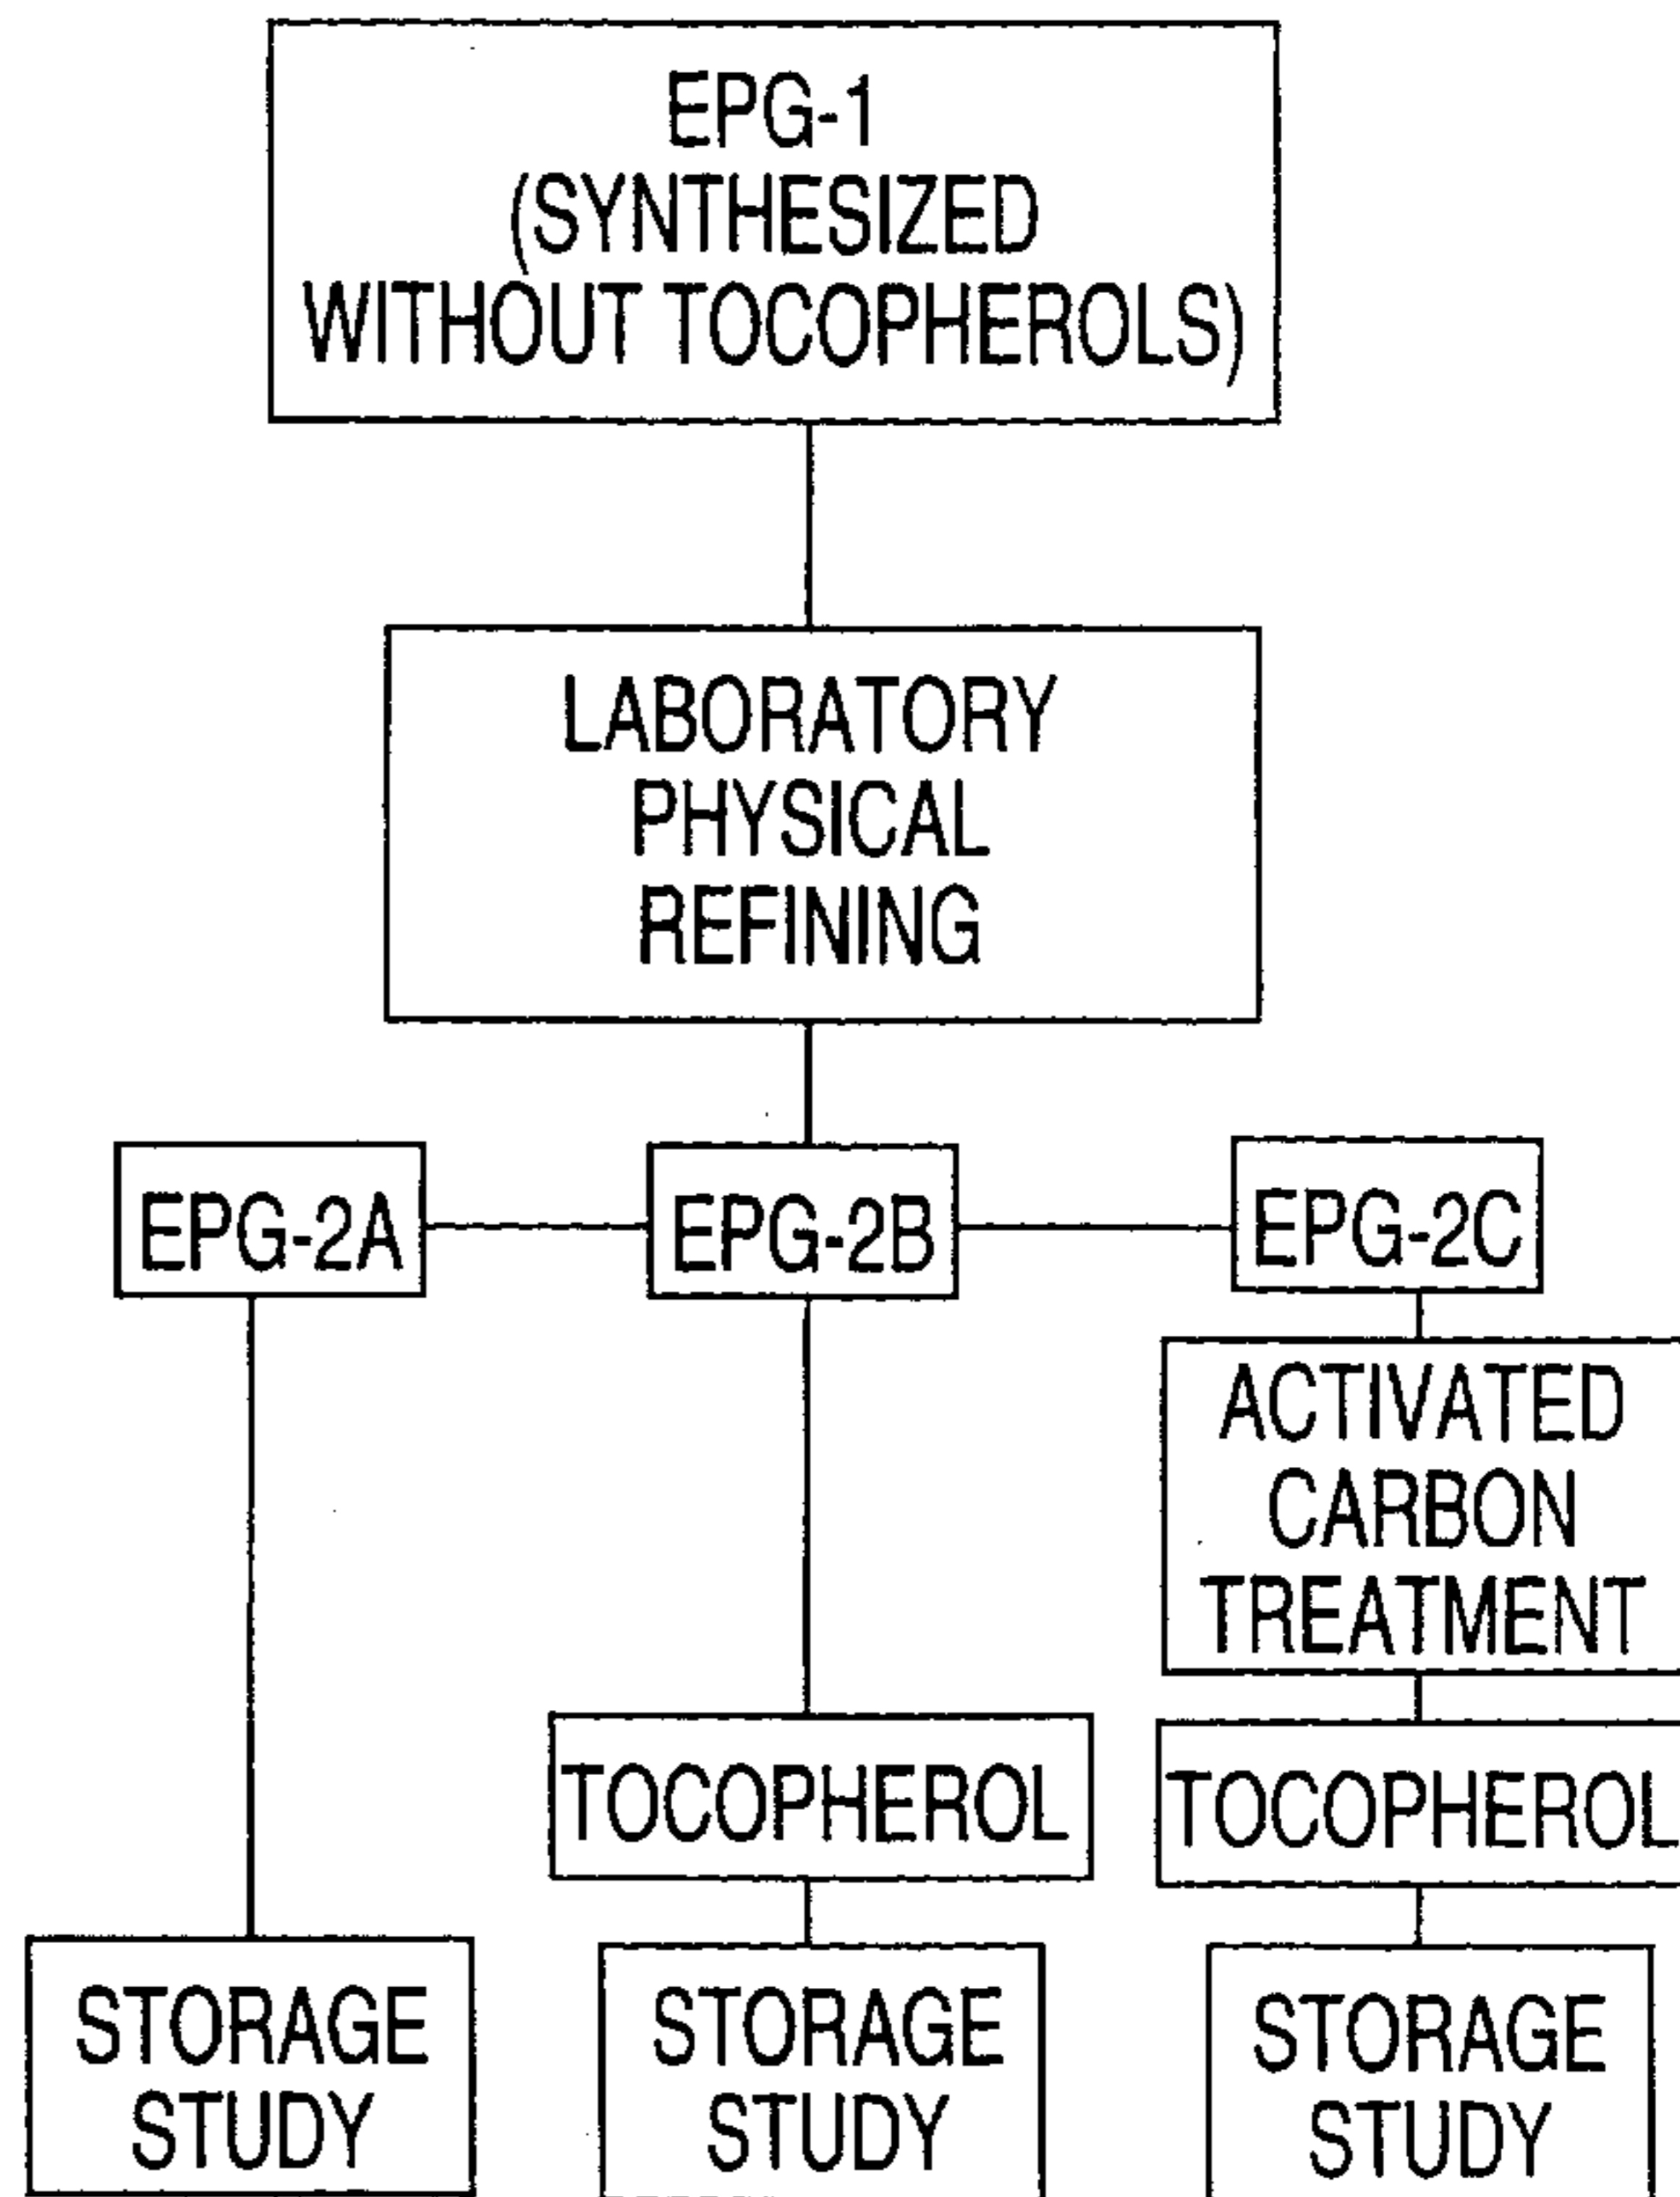 EPG-1
(SYNTHESIZED
WITHOUT TOCOPHEROLS)
LABORATORY
PHYSICAL
REFINING
EPG-2A
EPG-2B
EPG-2C
ACTIVATED
CARBON
TREATMENT
TOCOPHEROL
TOCOPHEROL
STORAGE
STUDY
STORAGE
STUDY
STORAGE
STUDY